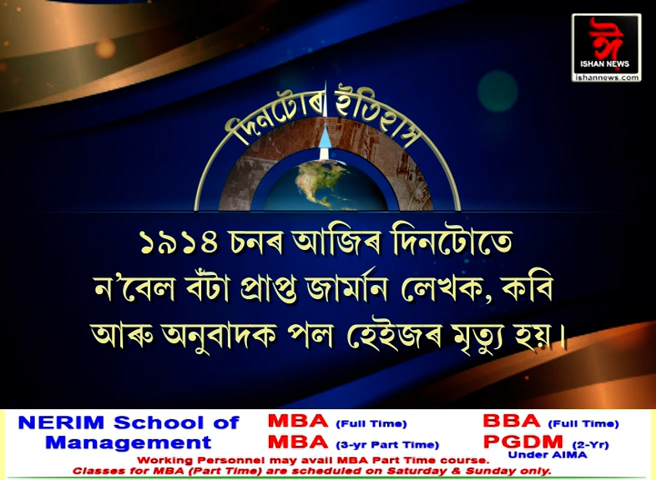 ঈ
ISHAN NEWS
ishannews.com
দিনটোৰ ইতিহাস
১৯১৪ চনৰ আজিৰ দিনটোতে
ন'বেল বঁটা প্ৰাপ্ত জাৰ্মান লেখক, কবি
আৰু অনুবাদক পল হেইজৰ মৃত্যু হয়।
NERIM School of Management
MBA (Full Time)
BBA (Full Time)
MBA (3-yr Part Time)
PGDM (2-Yr)
Under AIMA
Working Personnel may avail MBA Part Time course.
Classes for MBA (Part Time) are scheduled on Saturday & Sunday only.